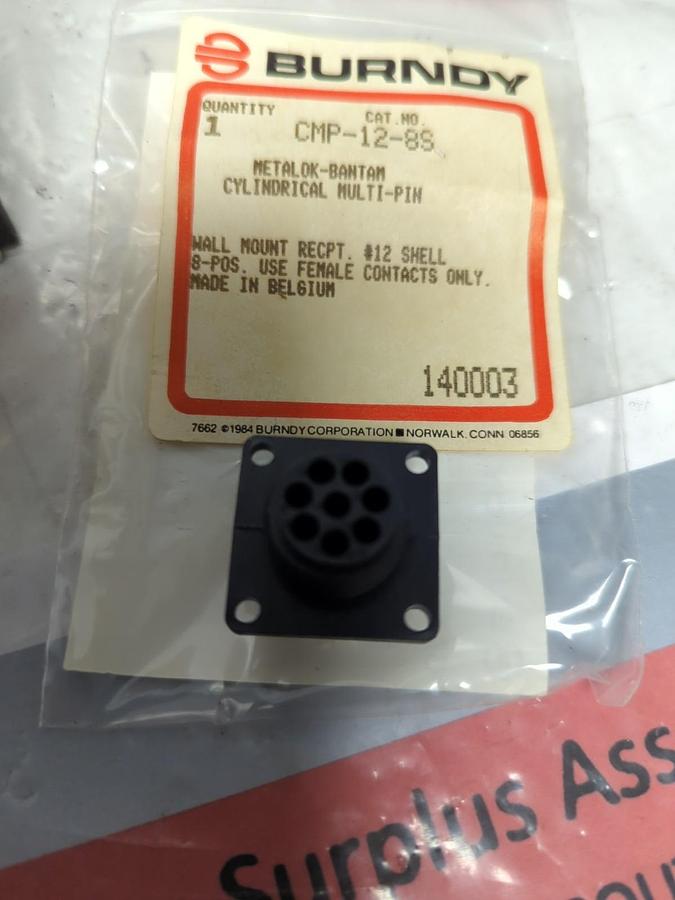 BURNDY
QUANTITY
1
CAT.NO.
CMP-12-8S
METALOK-BANTAM
CYLINDRICAL MULTI-PIN
WALL MOUNT RECPT. #12 SHELL
8-POS. USE FEMALE CONTACTS ONLY.
MADE IN BELGIUM
140003
7662 ©1984 BURNDY CORPORATION ■ NORWALK, CONN 06856
Surplus Ass